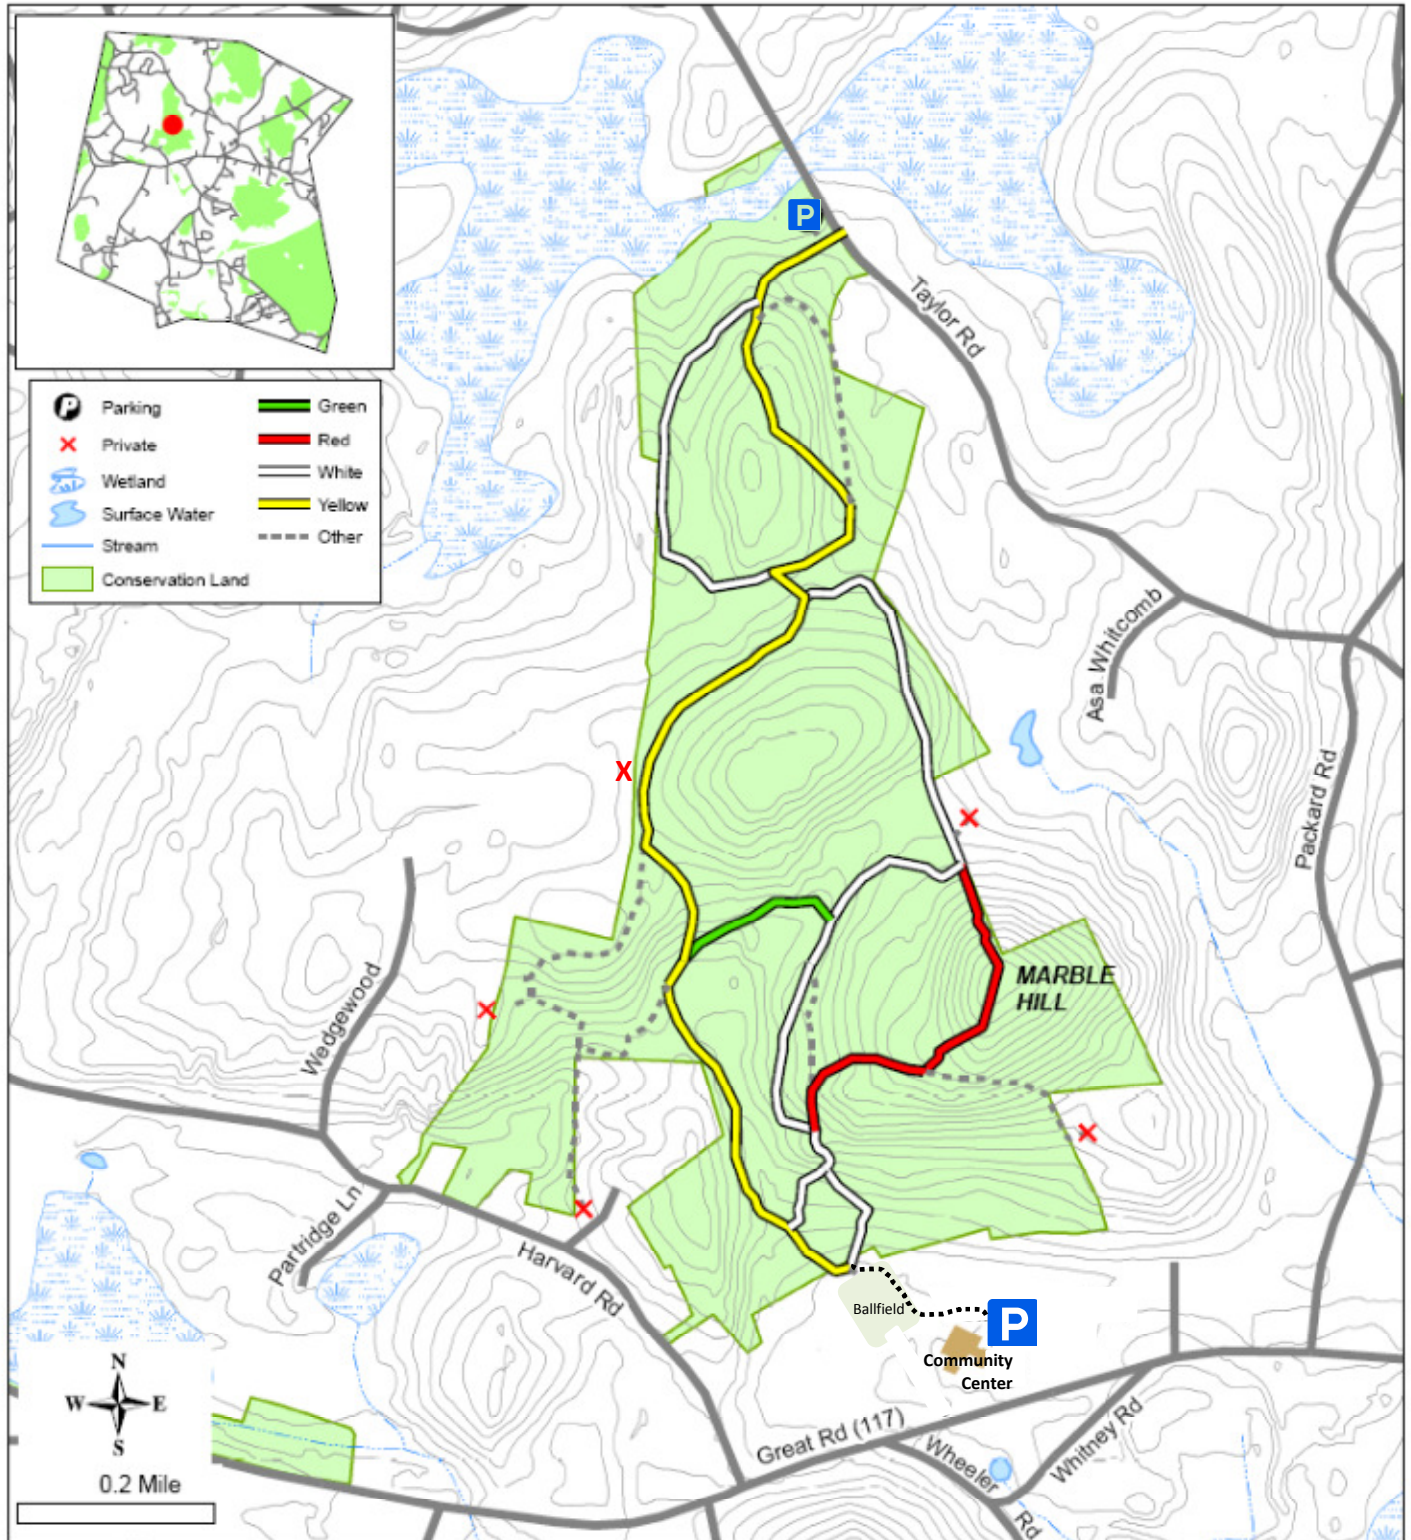 P
Taylor Rd
P
Parking
Private
Wetland
Surface Water
Stream
Conservation Land
Green
Red
White
Yellow
Other
Asa Whitcomb
X
Packard Rd
MARBLE
HILL
Wedgewood
Partridge Ln
Harvard Rd
Ballfield
P
Community
Center
N
W
E
S
0.2 Mile
Great Rd (117)
Wheeler
Rd
Whitney Rd